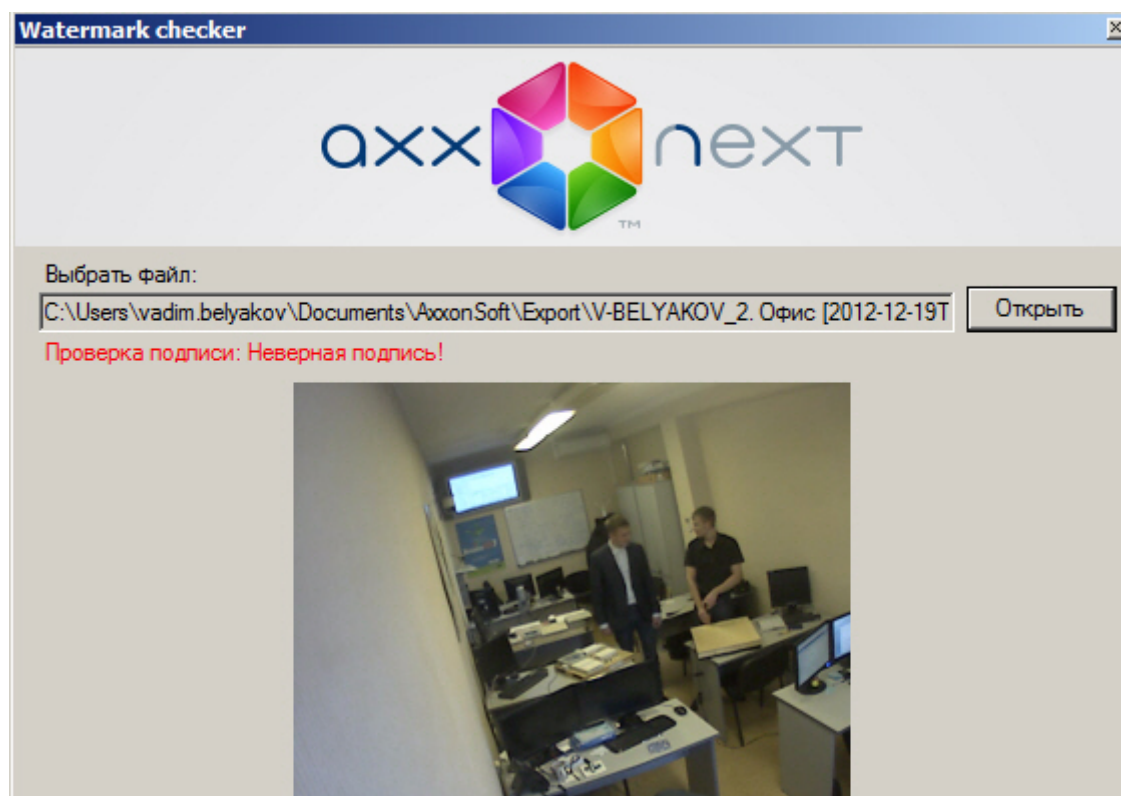 Watermark checker
axx next
TM
Выбрать файл:
C:\Users\vadim.belyakov\Documents\AxxonSoft\Export\V-BELYAKOV_2. Офис [2012-12-19T
Открыть
Проверка подписи: Неверная подпись!